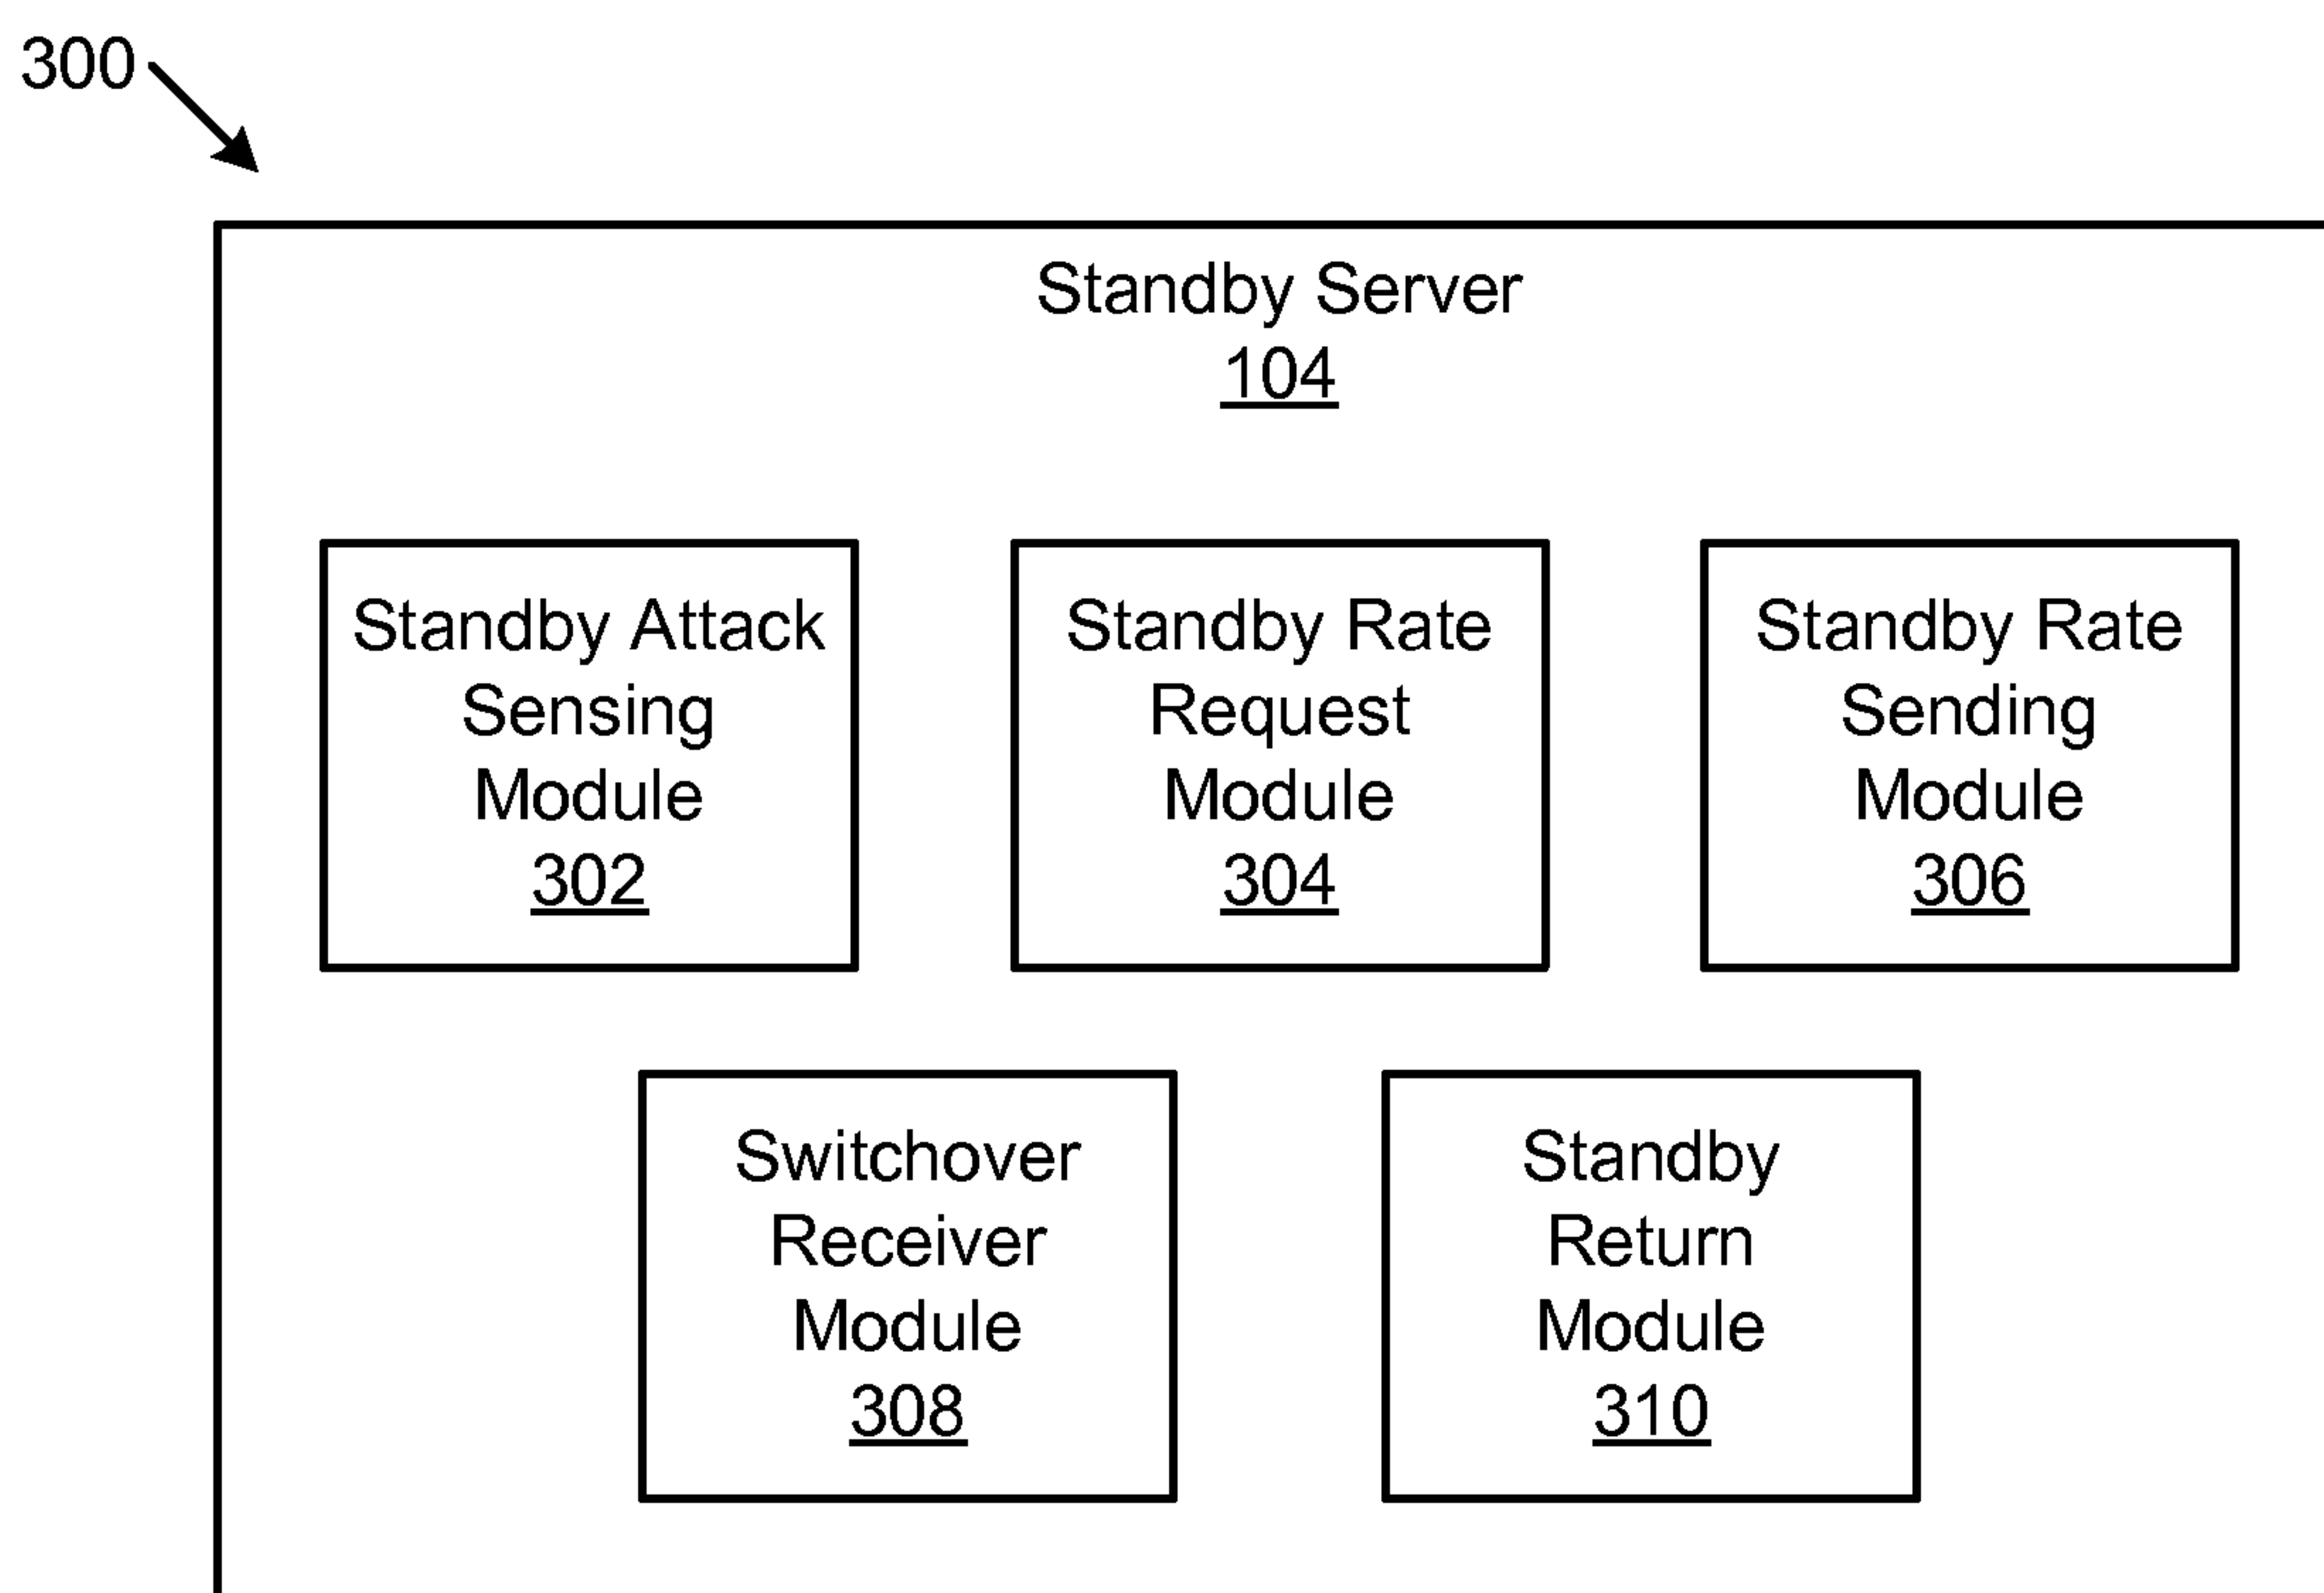 300
Standby Server
104
Standby Attack
Sensing
Module
302
Standby Rate
Request
Module
304
Standby Rate
Sending
Module
306
Switchover
Receiver
Module
308
Standby
Return
Module
310